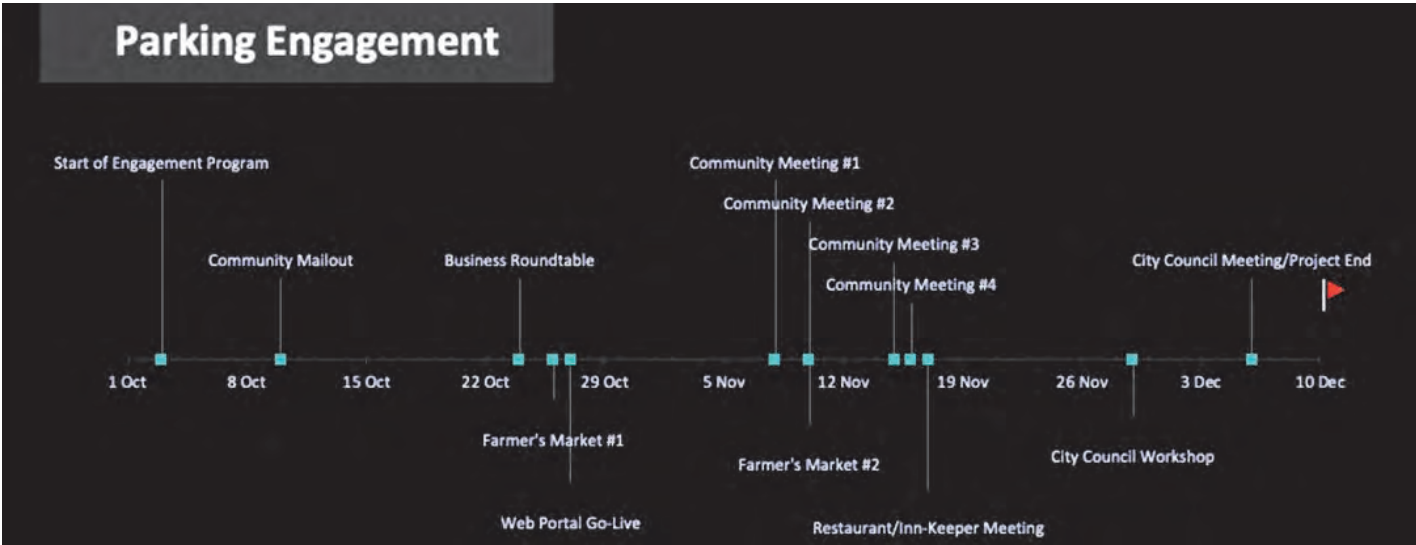 Parking Engagement
Start of Engagement Program
Community Meeting #1
Community Meeting #2
Community Meeting #3
Community Mailout
Business Roundtable
City Council Meeting/Project End
Community Meeting #4
1 Oct
8 Oct
15 Oct
22 Oct
29 Oct
5 Nov
12 Nov
19 Nov
26 Nov
3 Dec
10 Dec
Farmer's Market #1
City Council Workshop
Farmer's Market #2
Web Portal Go-Live
Restaurant/Inn-Keeper Meeting